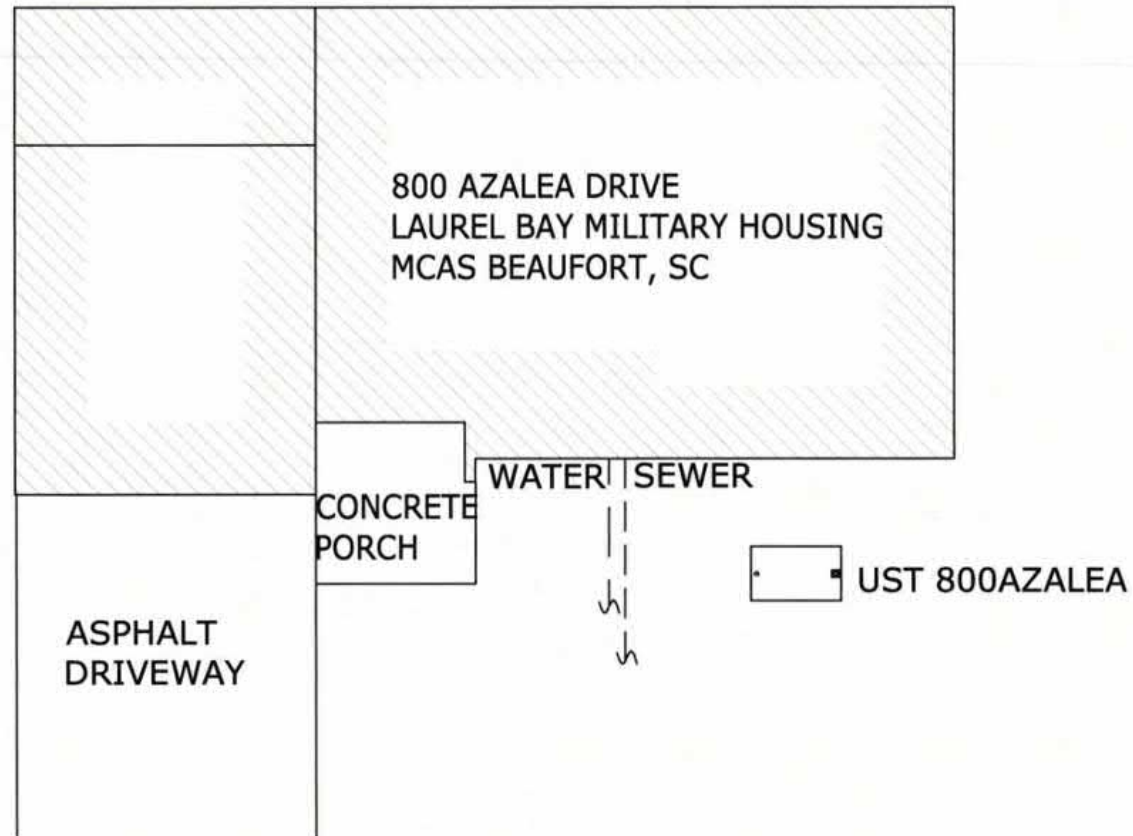 800 AZALEA DRIVE
LAUREL BAY MILITARY HOUSING
MCAS BEAUFORT, SC
WATER
SEWER
CONCRETE
PORCH
UST 800AZALEA
ASPHALT
DRIVEWAY